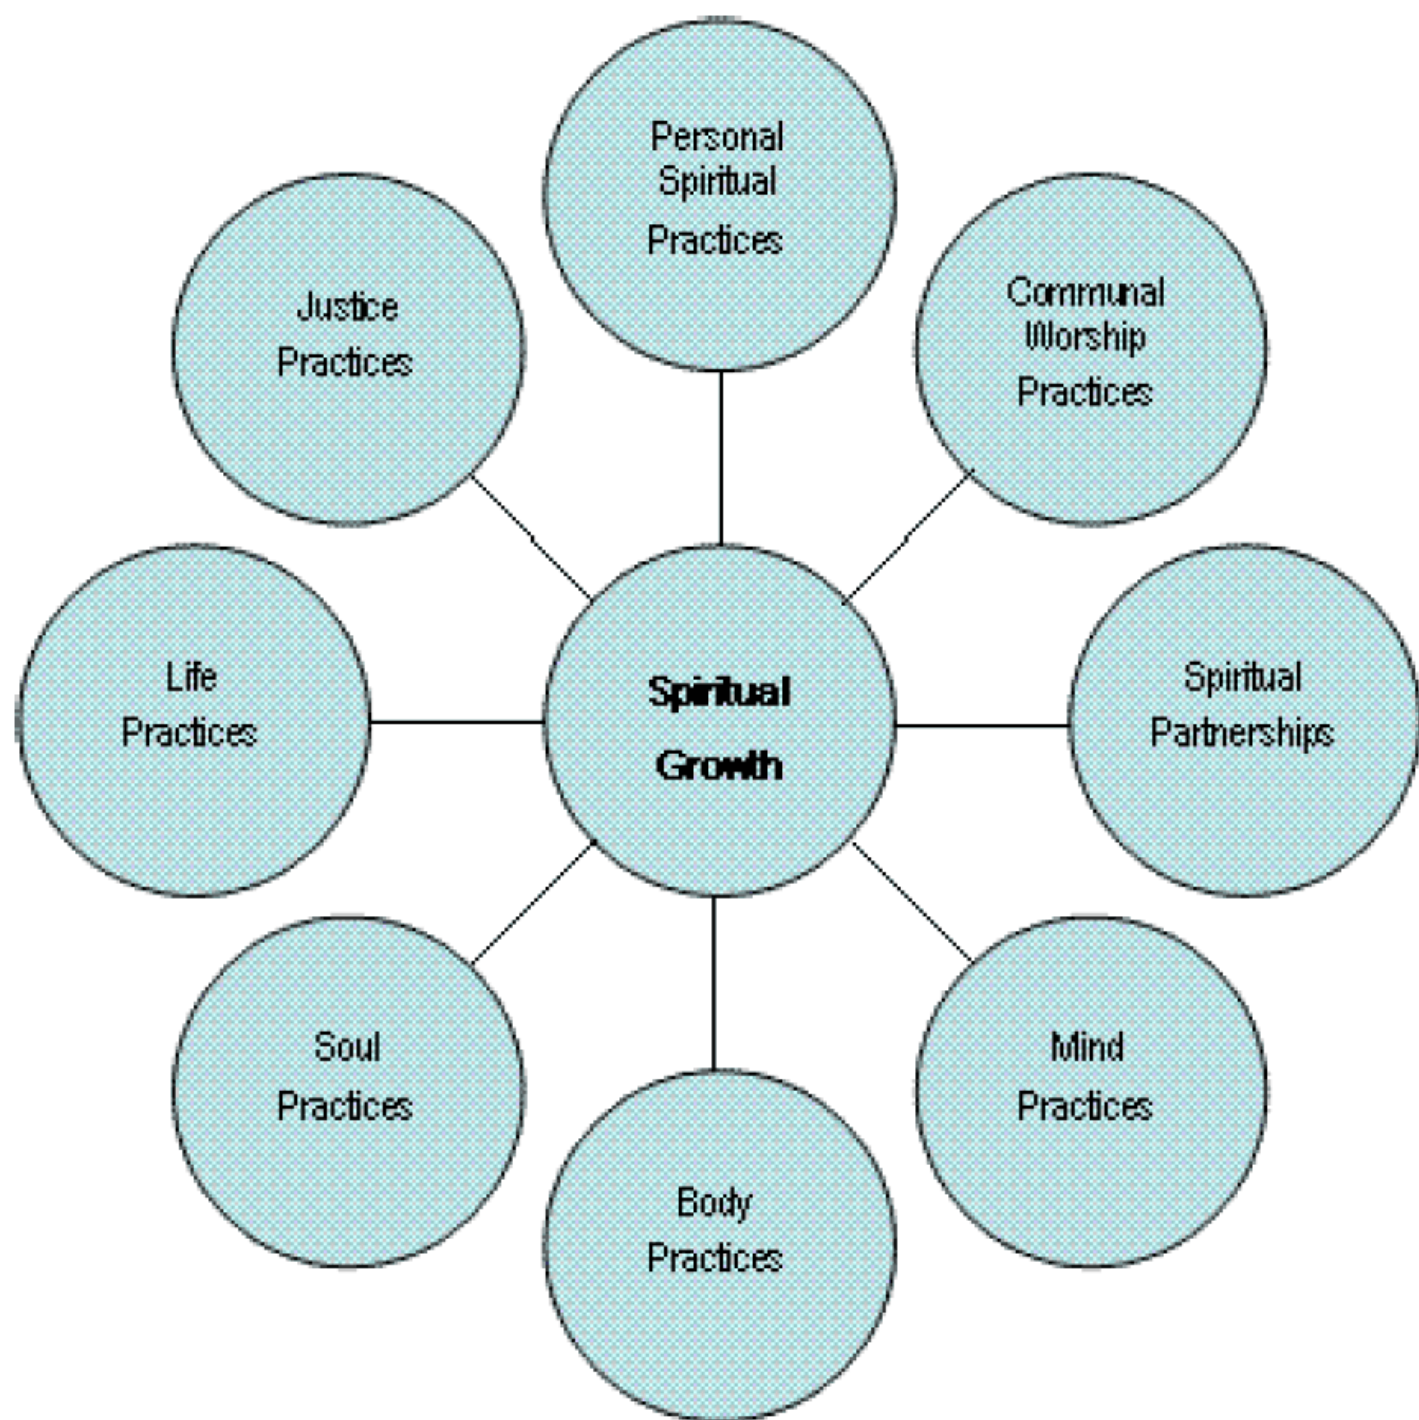 Personal
Spiritual
Practices
Communal
Worship
Practices
Spiritual
Partnerships
Mind
Practices
Body
Practices
Soul
Practices
Life
Practices
Justice
Practices
Spiritual
Growth